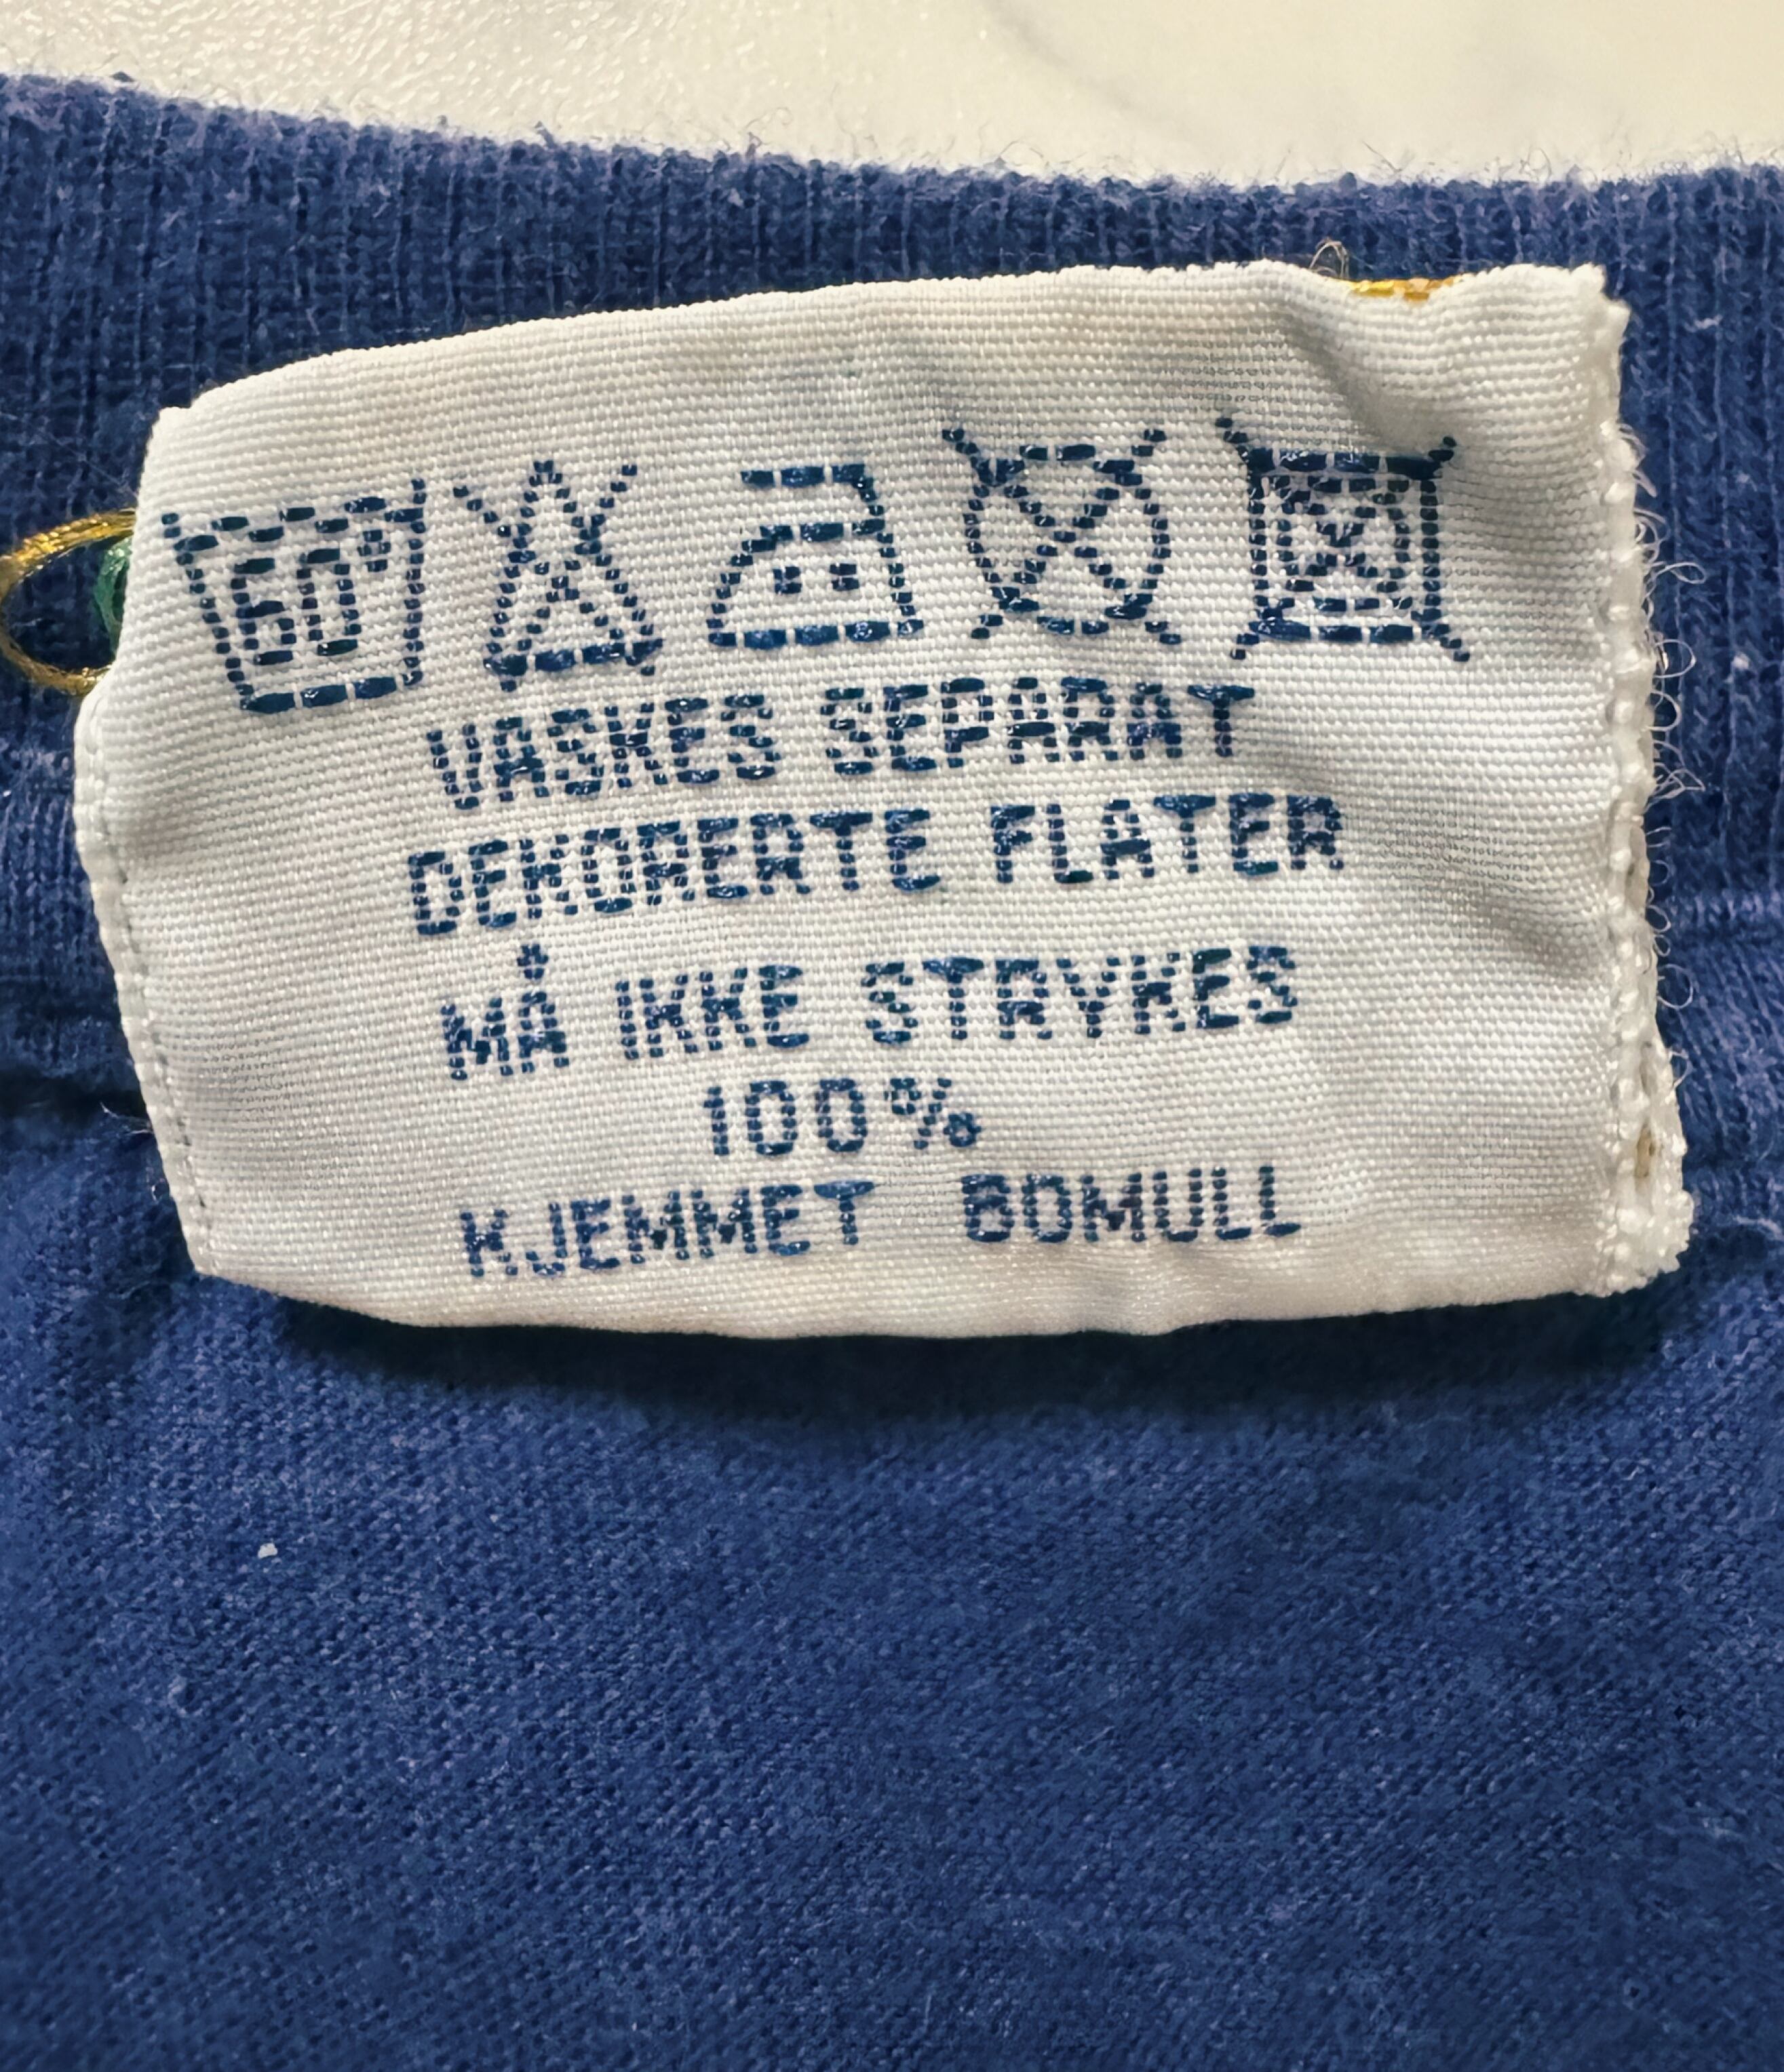 60°
VASKES SEPARAT
DEKORERTE FLATER
MÅ IKKE STRYKES
100%
KJEMMET BOMULL